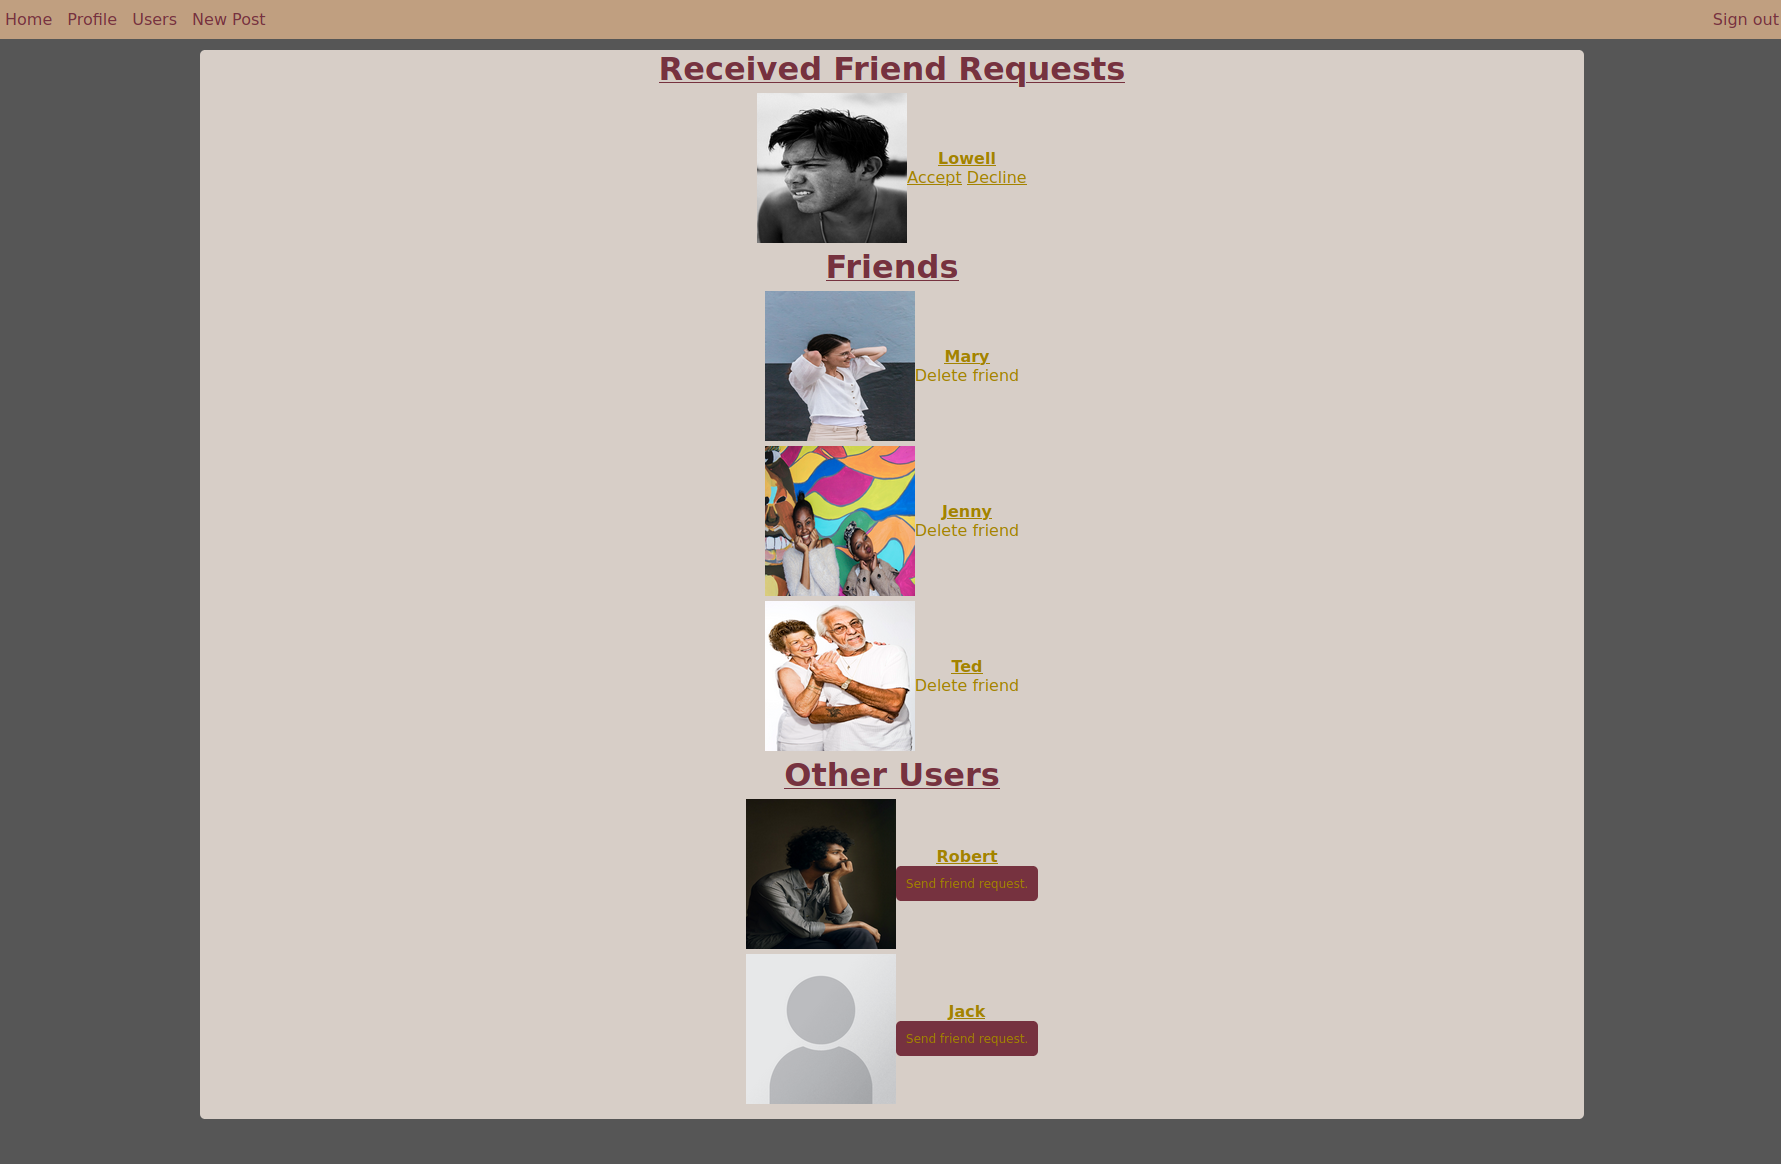 Home Profile Users New Post Sign out
Received Friend Requests
Lowell
Accept Decline
Friends
Mary
Delete friend
Jenny
Delete friend
Ted
Delete friend
Other Users
Robert
Send friend request.
Jack
Send friend request.